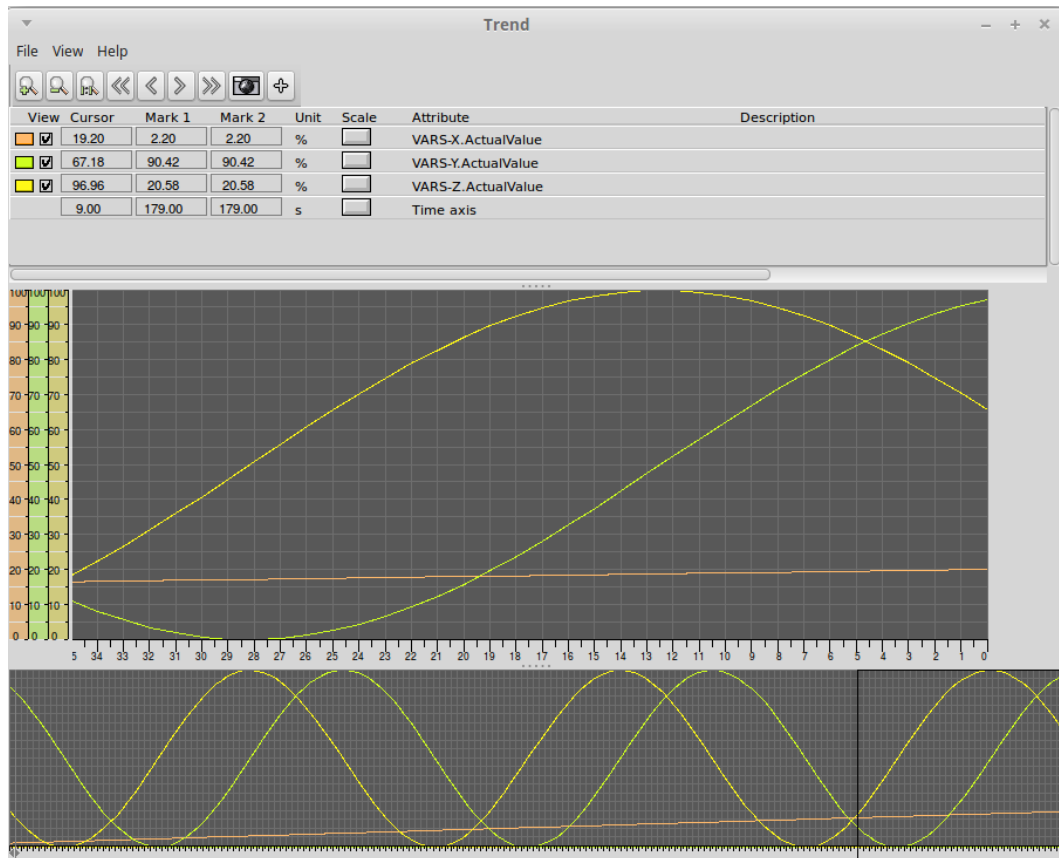 Trend
File View Help
View Cursor Mark 1 Mark 2 Unit Scale Attribute Description
19.20 2.20 2.20 % VARS-X.ActualValue
67.18 90.42 90.42 % VARS-Y.ActualValue
96.96 20.58 20.58 % VARS-Z.ActualValue
9.00 179.00 179.00 s Time axis
100 100 100
90 90 90
80 80 80
70 70 70
60 60 60
50 50 50
40 40 40
30 30 30
20 20 20
10 10 10
0 0 0
5 34 33 32 31 30 29 28 27 26 25 24 23 22 21 20 19 18 17 16 15 14 13 12 11 10 9 8 7 6 5 4 3 2 1 0